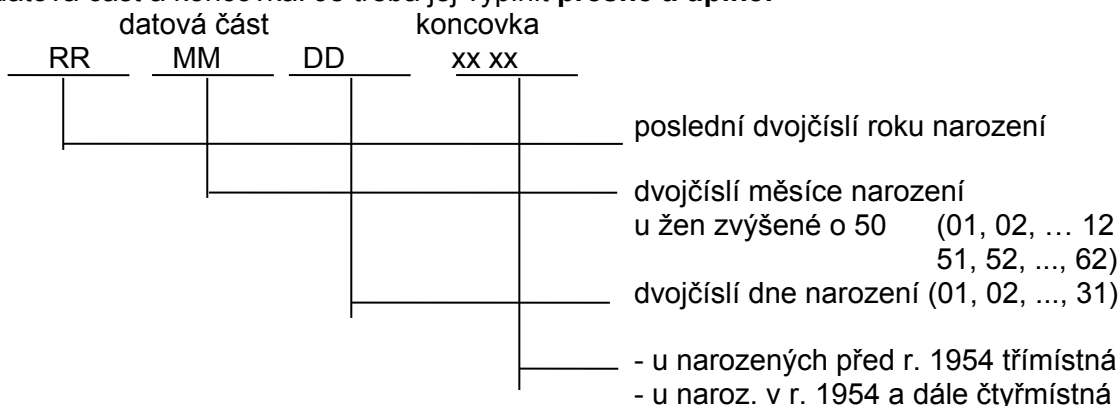 datová část a koncovka. Je třeba jej vyplnit přesně a úplně.
datová část koncovka
RR MM DD xx xx
poslední dvojčíslí roku narození
dvojčíslí měsíce narození
u žen zvýšené o 50 (01, 02, … 12
51, 52, ..., 62)
dvojčíslí dne narození (01, 02, ..., 31)
- u narozených před r. 1954 třímístná
- u naroz. v r. 1954 a dále čtyřmístná